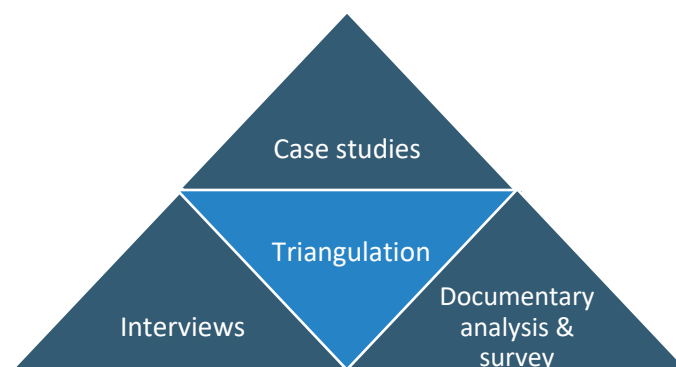 Case studies
Triangulation
Interviews
Documentary
analysis &
survey